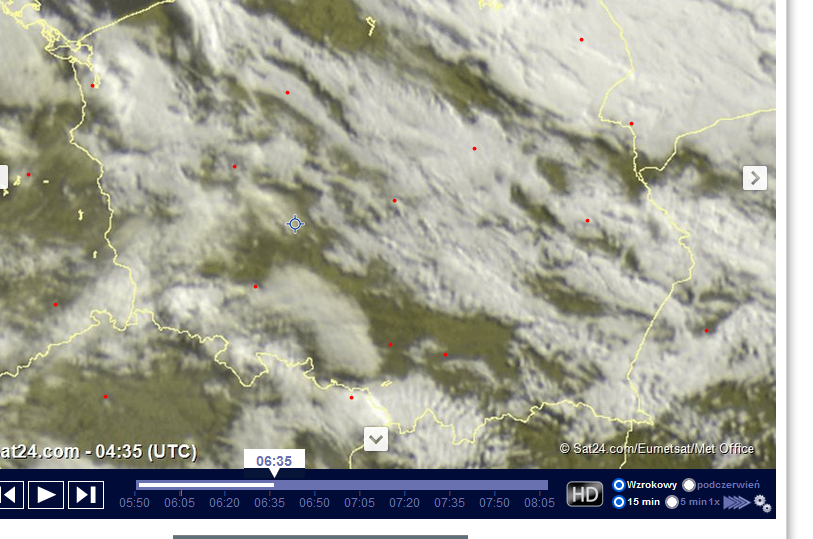 at24.com - 04:35 (UTC)
© Sat24.com/Eumetsat/Met Office
06:35
05:50 06:05 06:20 06:35 06:50 07:05 07:20 07:35 07:50 08:05
HD
Wzrokowy podczerwień
15 min 5 min 1x